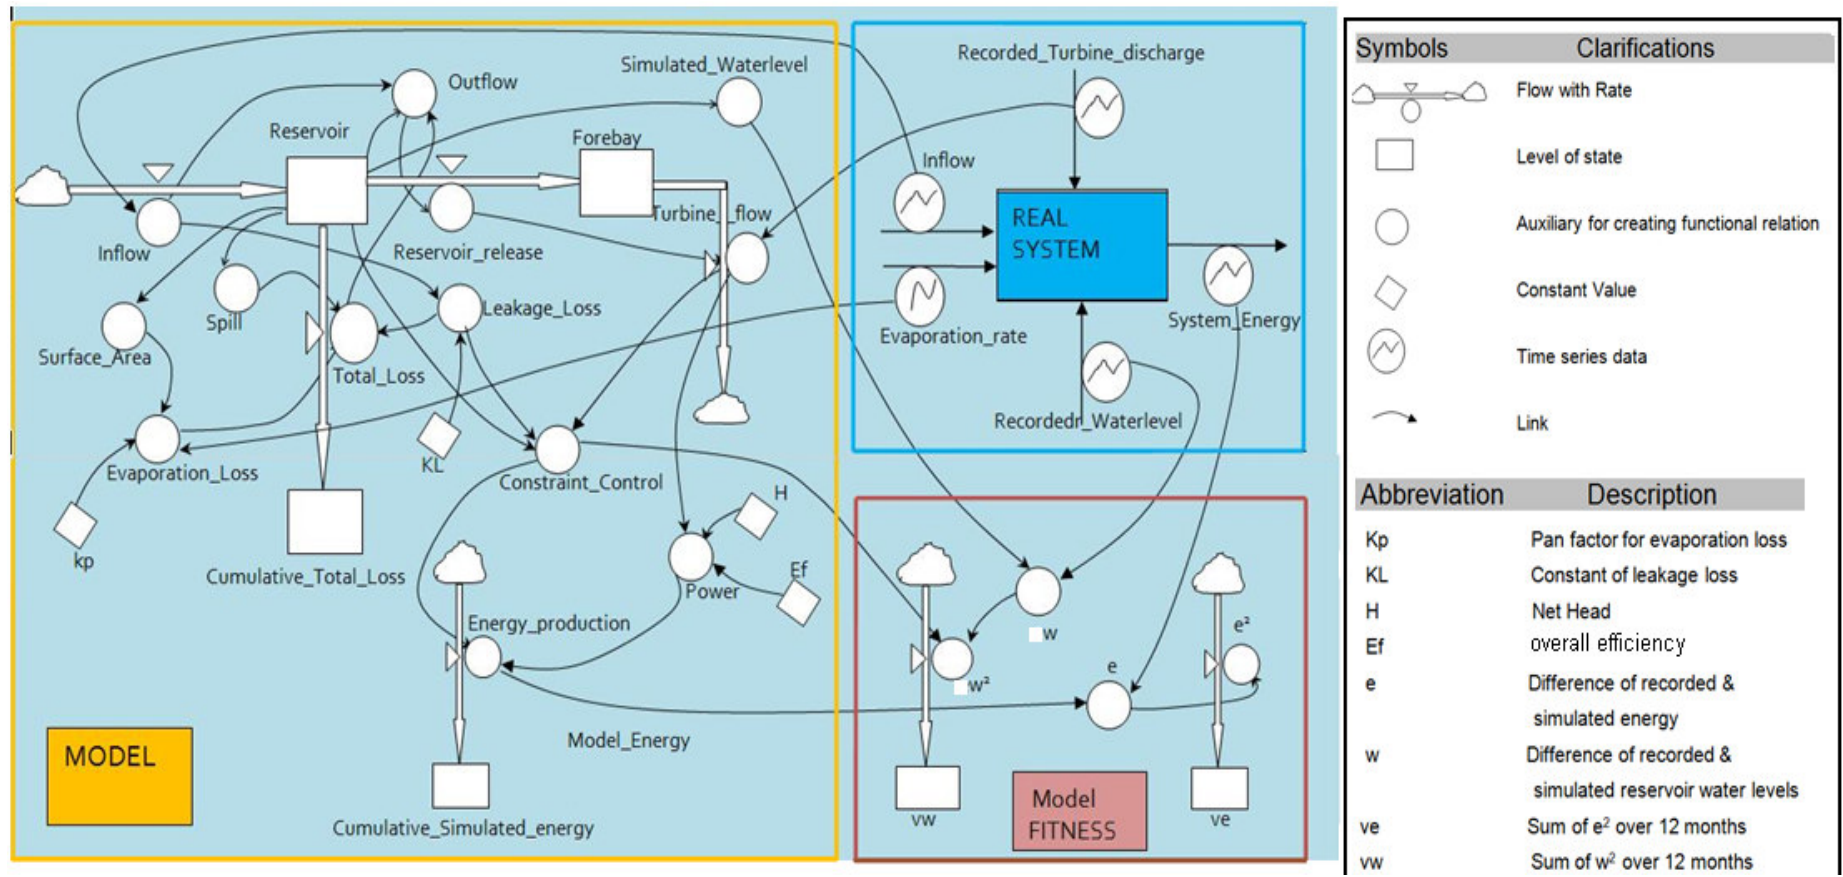 Recorded_Turbine_discharge
Simulated_Waterlevel
Outflow
Reservoir
Forebay
Inflow
Turbine_ _flow
REAL
SYSTEM
Inflow
Reservoir_release
Leakage_Loss
Spill
Surface_Area
Total_Loss
System_Energy
Evaporation_rate
Recordedr_Waterlevel
Evaporation_Loss
KL
Constraint_Control
H
kp
Cumulative_Total_Loss
Ef
Power
Energy_production
w
e²
w²
e
Model_Energy
MODEL
Cumulative_Simulated_energy
vw
Model
FITNESS
ve
Symbols Clarifications
Flow with Rate
Level of state
Auxiliary for creating functional relation
Constant Value
Time series data
Link
Abbreviation Description
Kp Pan factor for evaporation loss
KL Constant of leakage loss
H Net Head
Ef overall efficiency
e Difference of recorded &
simulated energy
w Difference of recorded &
simulated reservoir water levels
ve Sum of e² over 12 months
vw Sum of w² over 12 months